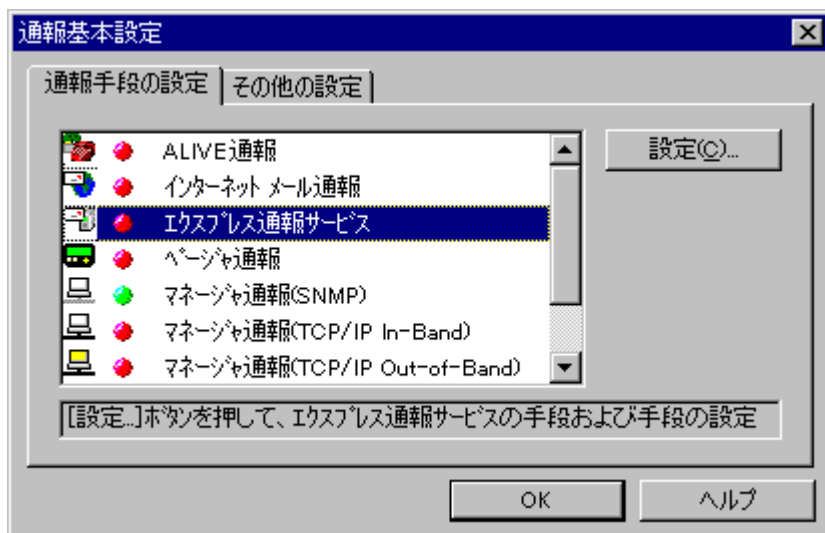 通報基本設定
通報手段の設定 その他の設定
ALIVE通報
設定(C)...
インターネット メール通報
エクスプレス通報サービス
ページャ通報
マネージャ通報(SNMP)
マネージャ通報(TCP/IP In-Band)
マネージャ通報(TCP/IP Out-of-Band)
[設定...]ボタンを押して、エクスプレス通報サービスの手段および手段の設定
OK ヘルプ